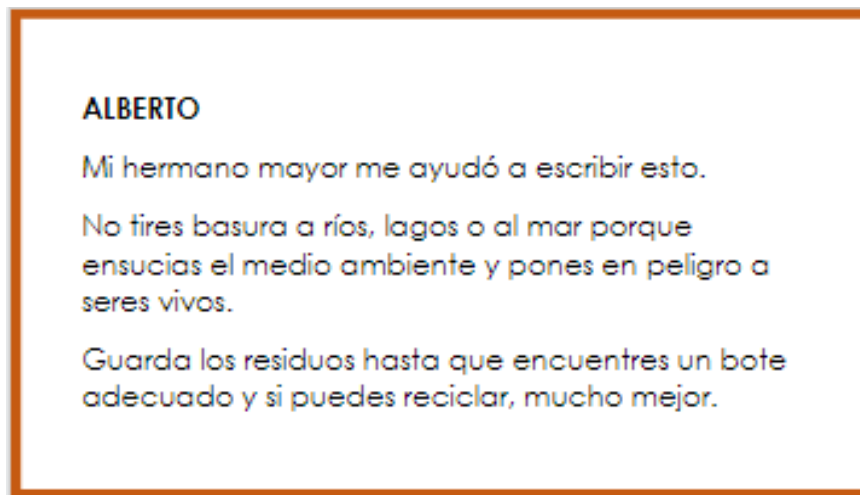 ALBERTO
Mi hermano mayor me ayudó a escribir esto.
No tires basura a ríos, lagos o al mar porque
ensucias el medio ambiente y pones en peligro a
seres vivos.
Guarda los residuos hasta que encuentres un bote
adecuado y si puedes reciclar, mucho mejor.